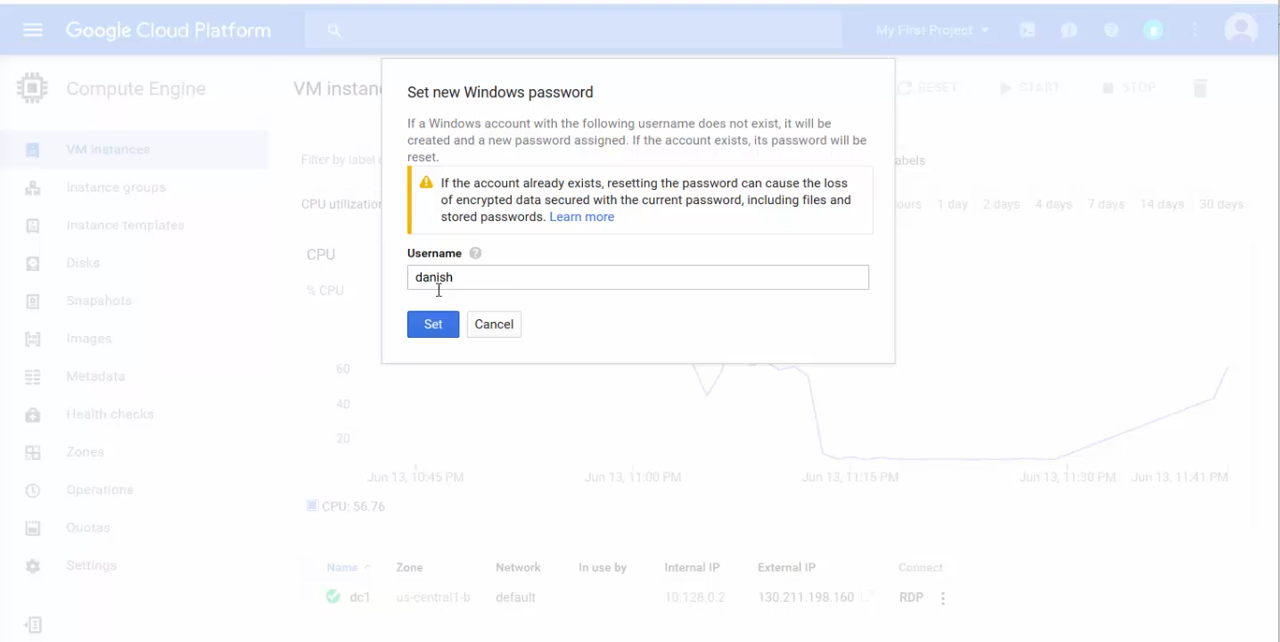 Google Cloud Platform
My First Project
Compute Engine
VM instan
RESET
START
STOP
Set new Windows password
If a Windows account with the following username does not exist, it will be
created and a new password assigned. If the account exists, its password will be
reset.
If the account already exists, resetting the password can cause the loss
of encrypted data secured with the current password, including files and
stored passwords. Learn more
Username
danish
Set Cancel
VM instances
Instance groups
Instance templates
Disks
Snapshots
Images
Metadata
Health checks
Zones
Operations
Quotas
Settings
Filter by label
abels
CPU utilization
ours 1 day 2 days 4 days 7 days 14 days 30 days
CPU
% CPU
60
40
20
Jun 13, 10:45 PM Jun 13, 11:00 PM Jun 13, 11:15 PM Jun 13, 11:30 PM Jun 13, 11:41 PM
CPU: 56.76
Name Zone Network In use by Internal IP External IP Connect
dc1 us-central1-b default 10.128.0.2 130.211.198.160 RDP